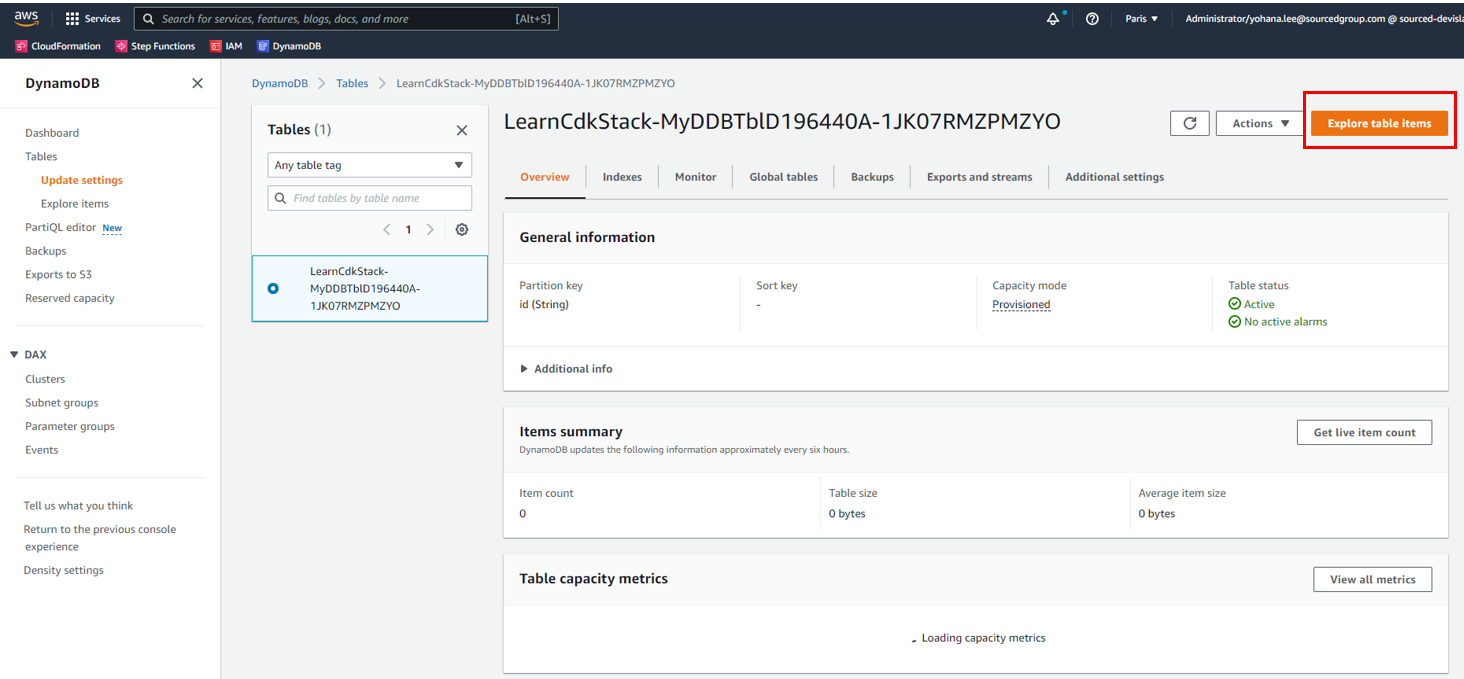 aws
Services
Search for services, features, blogs, docs, and more
[Alt+S]
Paris ▼
Administrator/yohana.lee@sourcedgroup.com @ sourced-devisla
CloudFormation
Step Functions
IAM
DynamoDB
DynamoDB
Dashboard
Tables
Update settings
Explore items
PartiQL editor New
Backups
Exports to S3
Reserved capacity
▼ DAX
Clusters
Subnet groups
Parameter groups
Events
Tell us what you think
Return to the previous console
experience
Density settings
DynamoDB > Tables > LearnCdkStack-MyDDBTblD196440A-1JK07RMZPMZYO
Tables (1)
Any table tag
Find tables by table name
1
LearnCdkStack-
MyDDBTblD196440A-
1JK07RMZPMZYO
LearnCdkStack-MyDDBTblD196440A-1JK07RMZPMZYO
Actions ▼
Explore table items
Overview
Indexes
Monitor
Global tables
Backups
Exports and streams
Additional settings
General information
Partition key
id (String)
Sort key
-
Capacity mode
Provisioned
Table status
Active
No active alarms
Additional info
Items summary
DynamoDB updates the following information approximately every six hours.
Get live item count
Item count
0
Table size
0 bytes
Average item size
0 bytes
Table capacity metrics
View all metrics
Loading capacity metrics